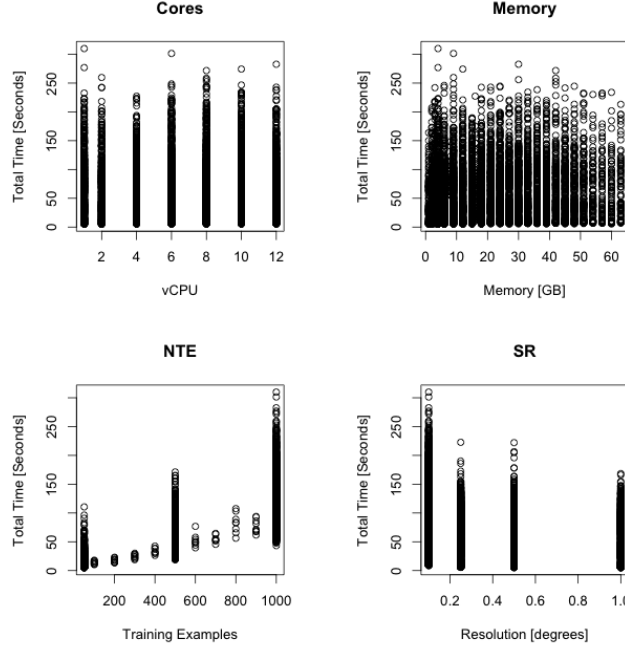 Cores
Total Time [Seconds]
0 50 150 250
2 4 6 8 10 12
vCPU
Memory
Total Time [Seconds]
0 50 150 250
0 10 20 30 40 50 60
Memory [GB]
NTE
Total Time [Seconds]
0 50 150 250
200 400 600 800 1000
Training Examples
SR
Total Time [Seconds]
0 50 150 250
0.2 0.4 0.6 0.8 1.0
Resolution [degrees]